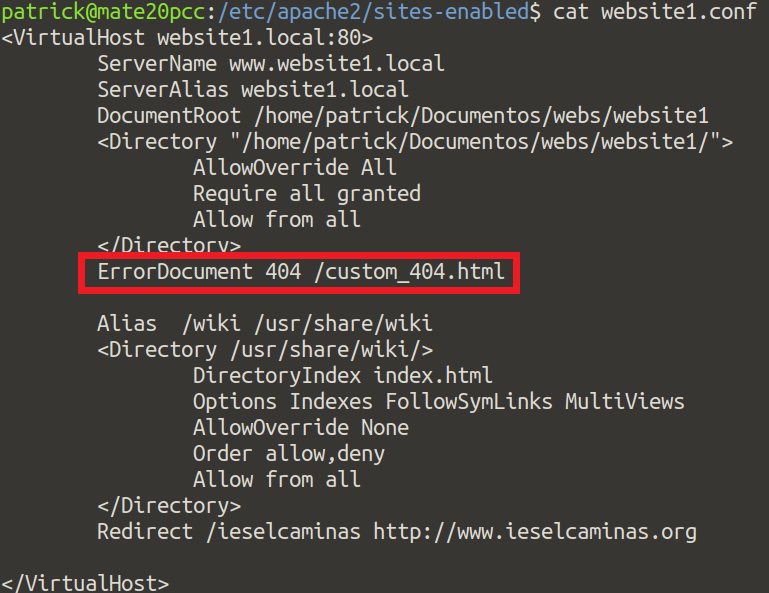 patrick@mate20pcc:/etc/apache2/sites-enabled$ cat website1.conf
<VirtualHost website1.local:80>
        ServerName www.website1.local
        ServerAlias website1.local
        DocumentRoot /home/patrick/Documentos/webs/website1
        <Directory "/home/patrick/Documentos/webs/website1/">
                AllowOverride All
                Require all granted
                Allow from all
        </Directory>
        ErrorDocument 404 /custom_404.html

        Alias  /wiki /usr/share/wiki
        <Directory /usr/share/wiki/>
                DirectoryIndex index.html
                Options Indexes FollowSymLinks MultiViews
                AllowOverride None
                Order allow,deny
                Allow from all
        </Directory>
        Redirect /ieselcaminas http://www.ieselcaminas.org

</VirtualHost>